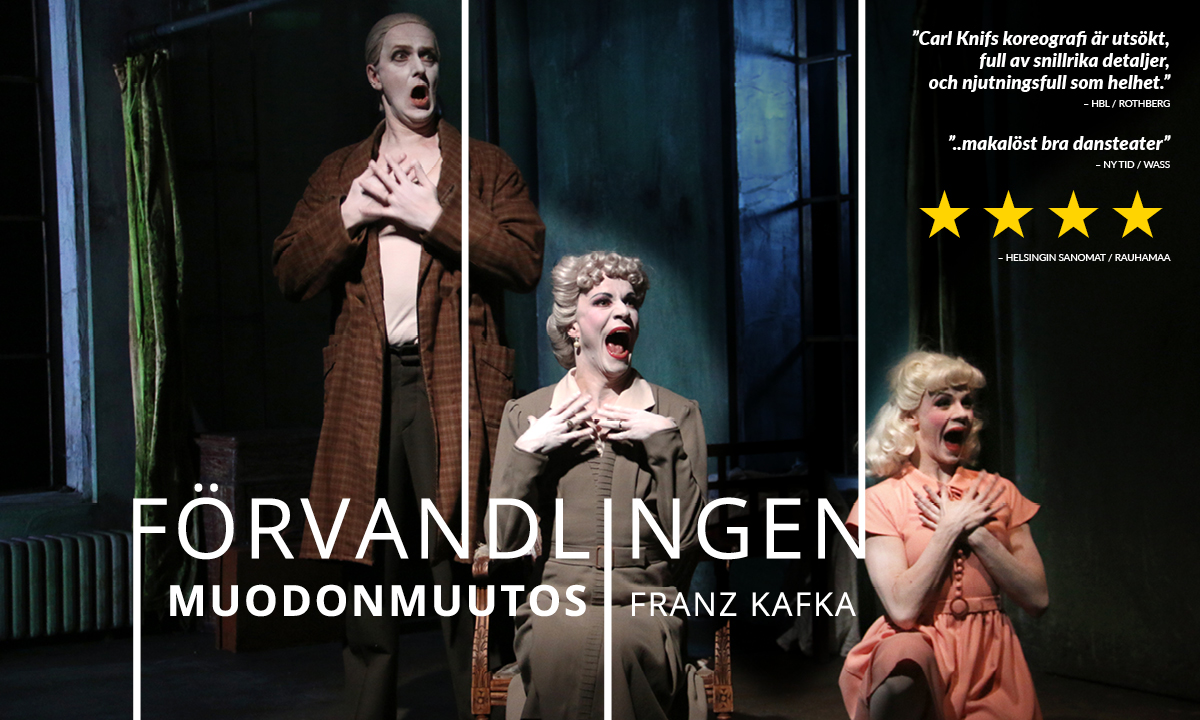 ”Carl Knifs koreografi är utsökt,
full av snillrika detaljer,
och njutningsfull som helhet.”
– HBL / ROTHBERG
”..makalöst bra dansteater”
– NY TID / WASS
– HELSINGIN SANOMAT / RAUHAMAA
FÖRVANDLINGEN
MUODONMUUTOS FRANZ KAFKA